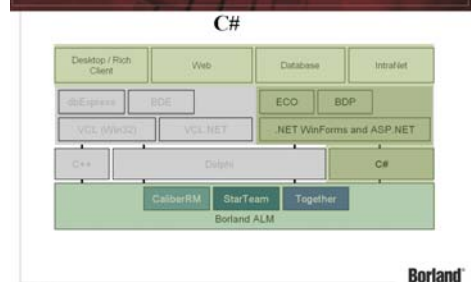 C#
Desktop / Rich Client
Web
Database
IntraNet
dbExpress
BDE
ECO
BDP
VCL (Win32)
VCL.NET
.NET WinForms and ASP.NET
C++
Delphi
C#
CaliberRM
StarTeam
Together
Borland ALM
Borland®